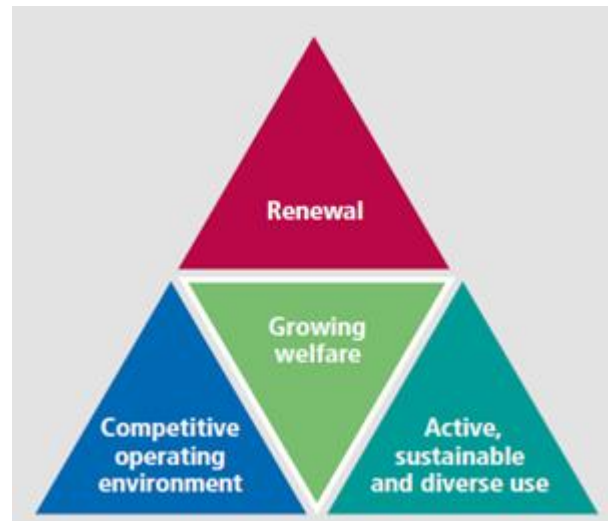 Renewal
Growing
welfare
Competitive
operating
environment
Active,
sustainable
and diverse use